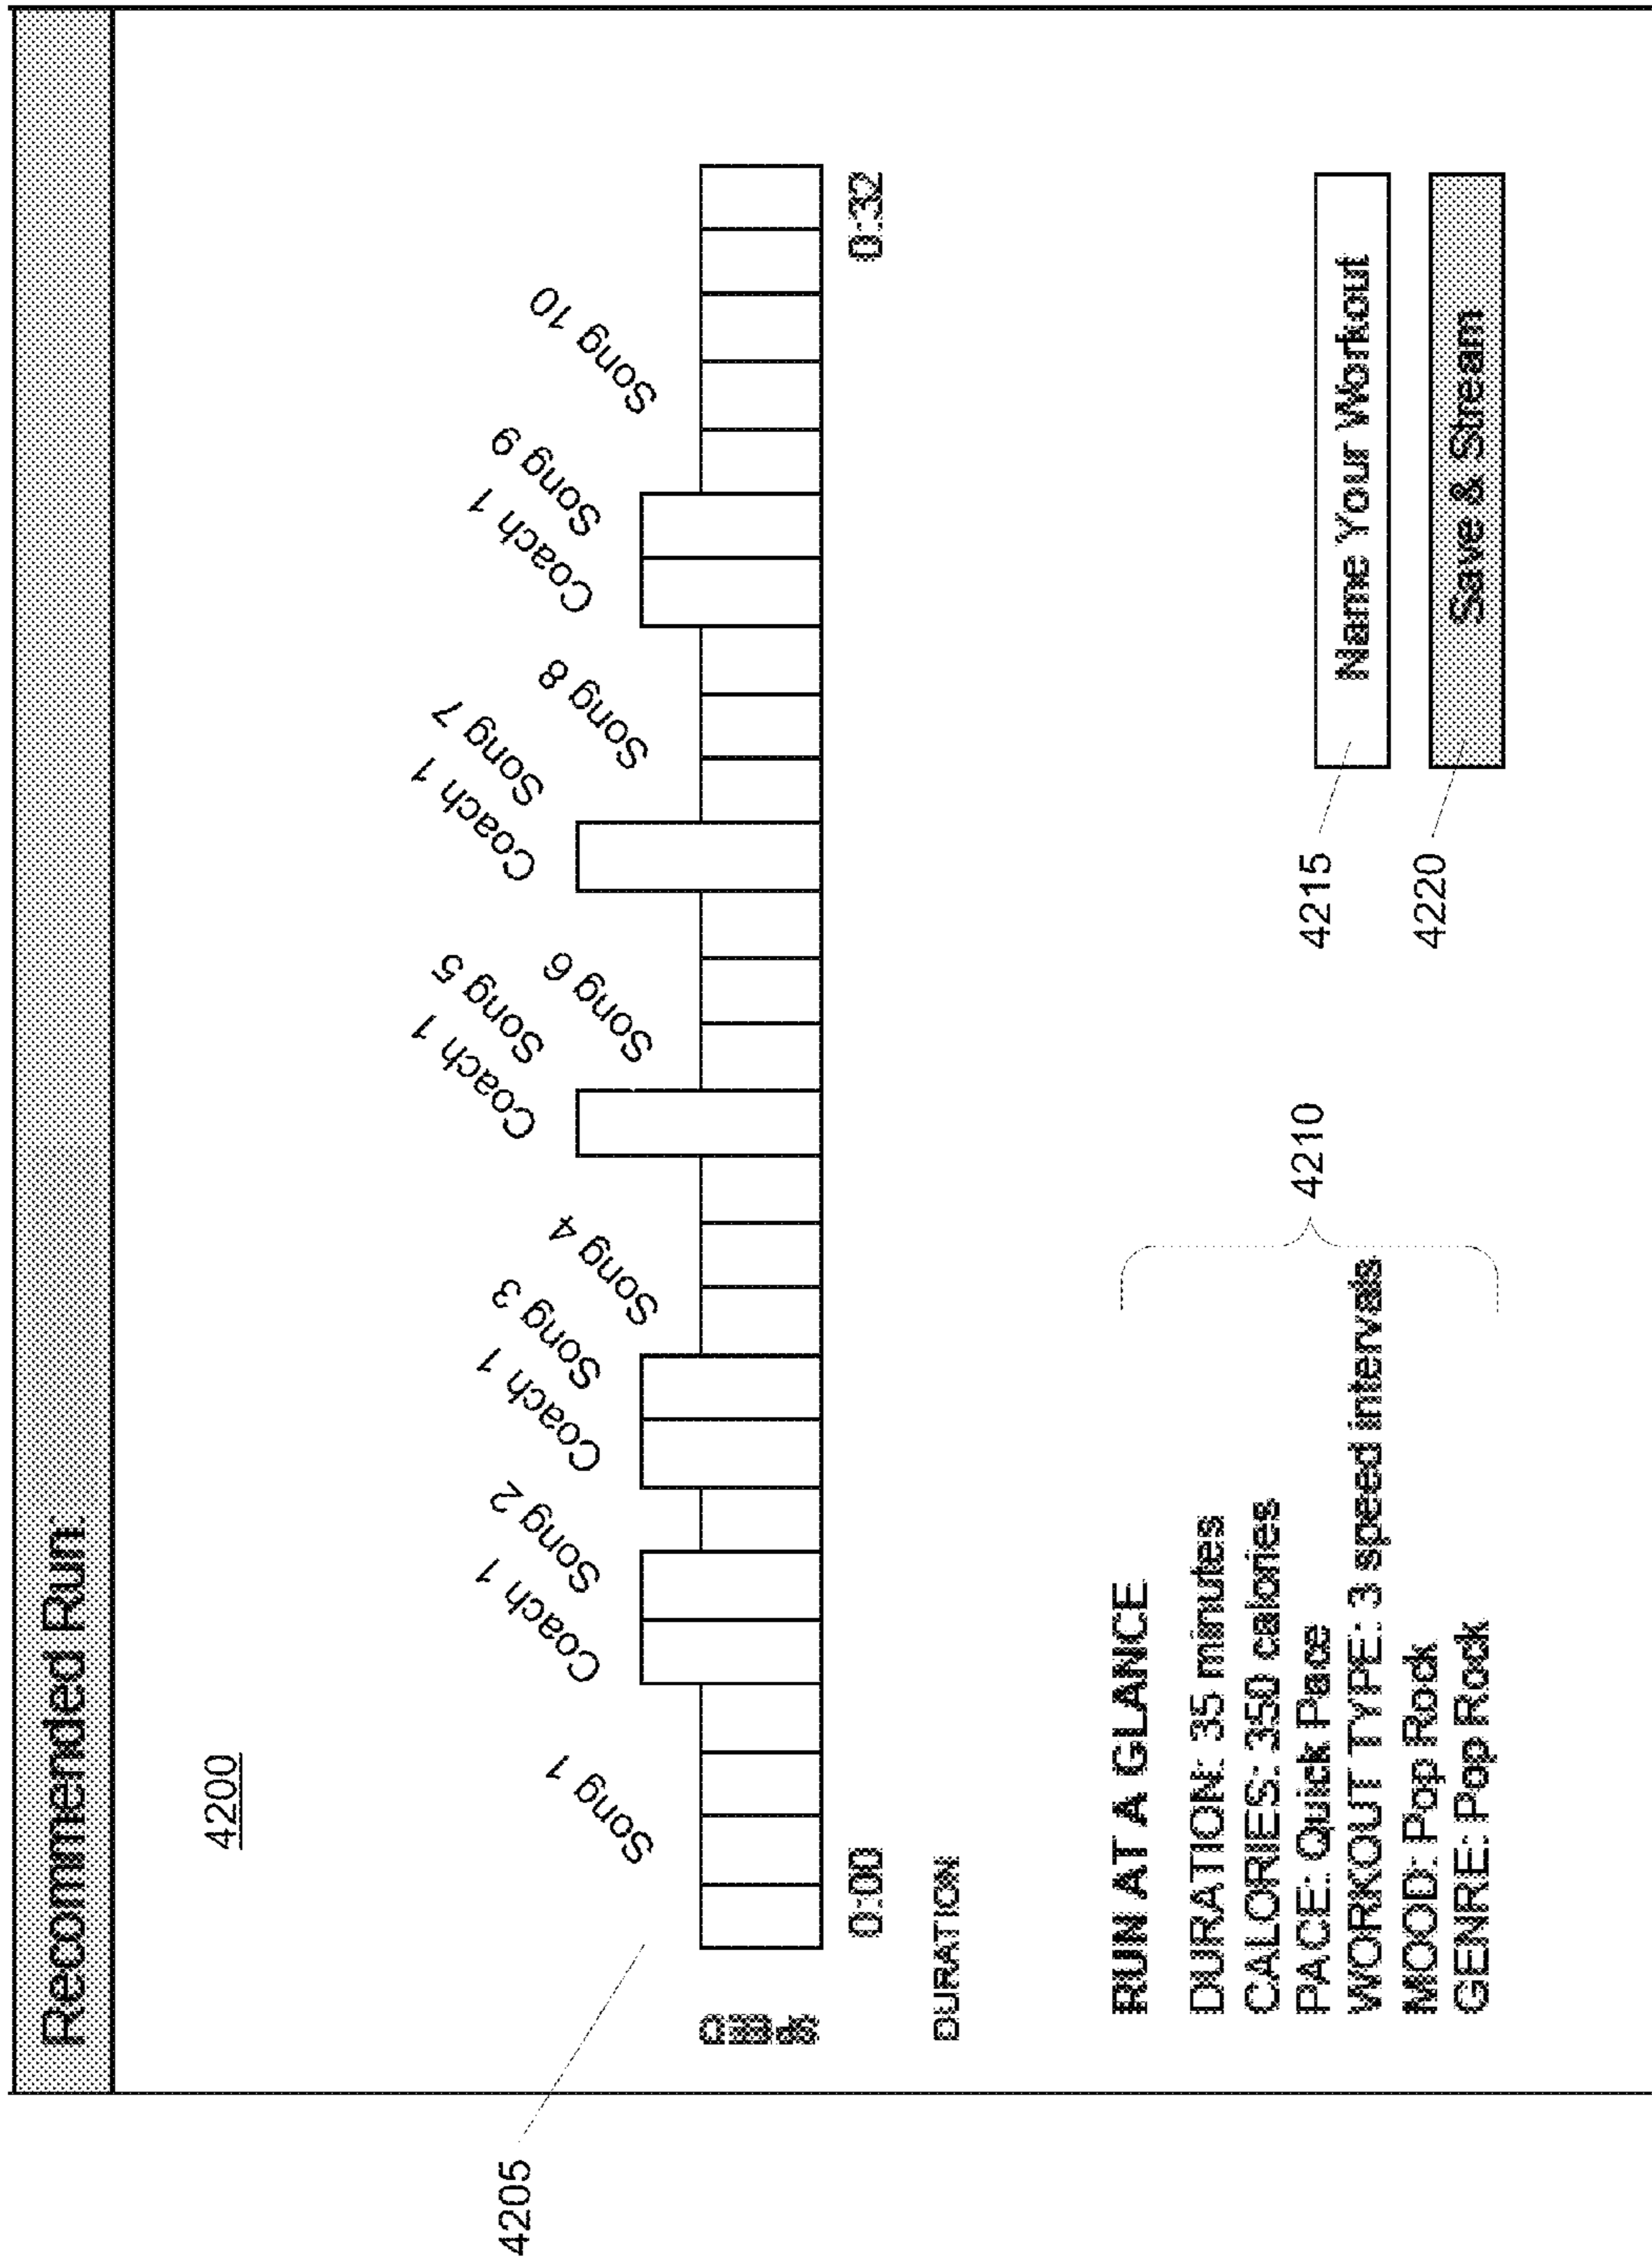 Recommended Run:
4200
4205
Song 1
Coach 1
Song 2
Coach 1
Song 3
Song 4
Coach 1
Song 5
Song 6
Coach 1
Song 7
Song 8
Coach 1
Song 9
Song 10
0:00
0:32
DURATION
RUN AT A GLANCE
DURATION: 35 minutes
CALORIES: 350 calories
PACE: Quick Pace
WORKOUT TYPE: 3 speed intervals
MOOD: Pop Rock
GENRE: Pop Rock
4210
4215
Name Your Workout
4220
Save & Stream